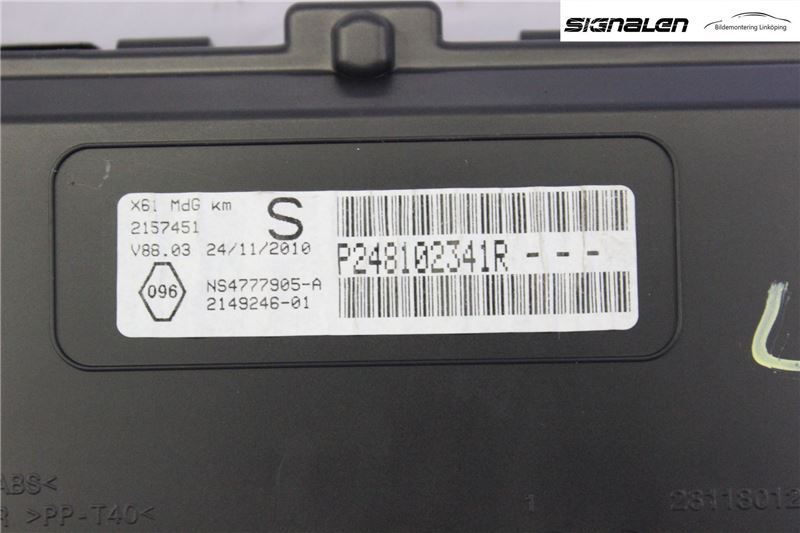 SIGNALEN
Bildemontering Linköping
X61 MdG km
S
2157451
V88.03 24/11/2010
P248102341R - - -
096
NS4777905-A
2149246-01
ABS<
>PP-T40<
1